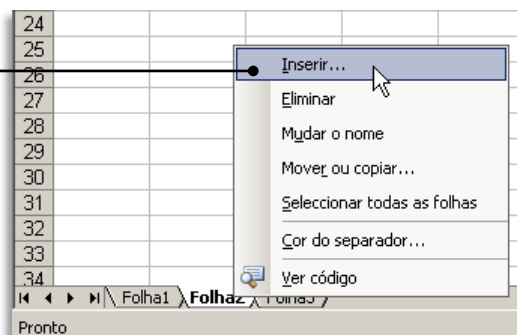 24
25
26
27
28
29
30
31
32
33
34
Inserir...
Eliminar
Mudar o nome
Mover ou copiar...
Seleccionar todas as folhas
Cor do separador...
Ver código
Folha1 Folha2 Folha3
Pronto